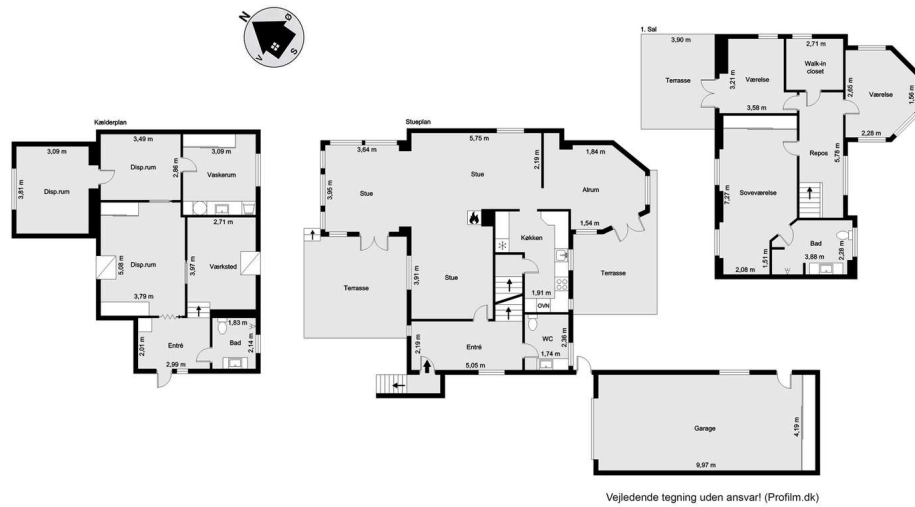 N
Ø
V
S
1. Sal
3,90 m
2,71 m
Terrasse
3,21 m
Værelse
Walk-in
closet
2,65 m
Værelse
1,56 m
3,58 m
2,28 m
Repos
5,78 m
7,27 m
Soveværelse
Bad
1,51 m
3,88 m
2,28 m
2,08 m
Kælderplan
3,09 m
3,81 m
Disp.rum
3,49 m
Disp.rum
2,86 m
3,09 m
Vaskerum
2,71 m
Disp.rum
5,08 m
3,97 m
Værksted
3,79 m
1,83 m
2,01 m
Entré
Bad
2,14 m
2,99 m
Stueplan
5,75 m
3,64 m
2,19 m
1,84 m
3,95 m
Stue
Stue
Alrum
1,54 m
Køkken
3,91 m
Stue
Terrasse
Terrasse
1,91 m
OVN
2,19 m
Entré
WC
2,36 m
1,74 m
5,05 m
Garage
4,19 m
9,97 m
Vejledende tegning uden ansvar! (Profilm.dk)